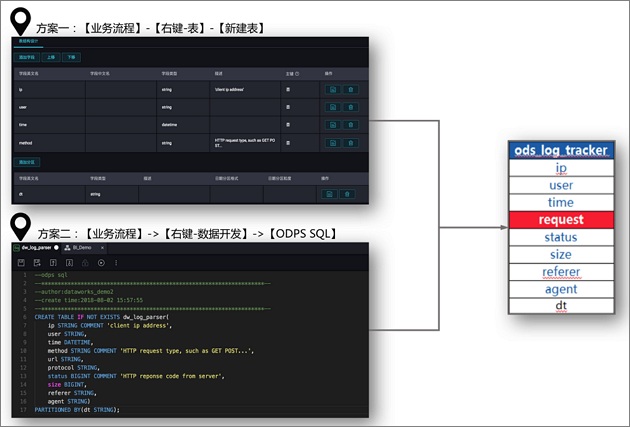 方案一：【业务流程】-【右键-表】-【新建表】
表结构设计
添加字段 上移 下移
字段英文名 字段中文名 字段类型 描述 主键 操作
ip string 'client ip address' 否
user string 否
time datetime 否
method string HTTP request type, such as GET PO
ST... 否
添加分区
字段英文名 字段类型 描述 日期分区格式 日期分区粒度 操作
dt string
方案二：【业务流程】->【右键-数据开发】->【ODPS SQL】
dw_log_parser BI_Demo
1 --odps sql
2 --********************************************************************--
3 --author:dataworks_demo2
4 --create time:2018-08-02 15:57:55
5 --********************************************************************--
6 CREATE TABLE IF NOT EXISTS dw_log_parser(
7 ip STRING COMMENT 'client ip address',
8 user STRING,
9 time DATETIME,
10 method STRING COMMENT 'HTTP request type, such as GET POST...',
11 url STRING,
12 protocol STRING,
13 status BIGINT COMMENT 'HTTP reponse code from server',
14 size BIGINT,
15 referer STRING,
16 agent STRING)
17 PARTITIONED BY(dt STRING);
ods_log_tracker
ip
user
time
request
status
size
referer
agent
dt